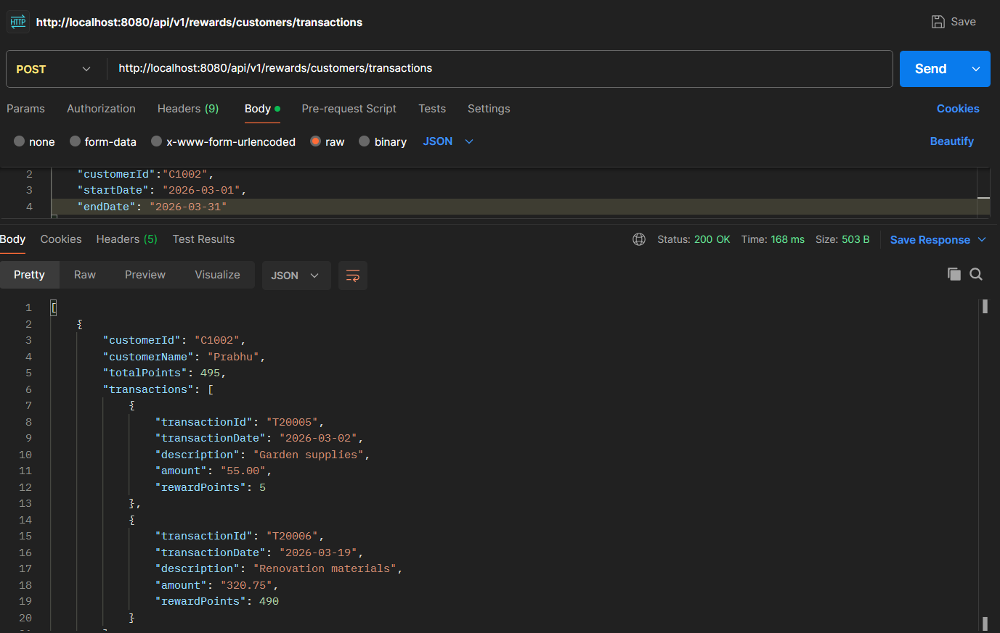 HTTP http://localhost:8080/api/v1/rewards/customers/transactions Save
POST http://localhost:8080/api/v1/rewards/customers/transactions Send
Params Authorization Headers (9) Body Pre-request Script Tests Settings Cookies
none form-data x-www-form-urlencoded raw binary JSON Beautify
2 "customerId":"C1002",
3 "startDate": "2026-03-01",
4 "endDate": "2026-03-31"
Body Cookies Headers (5) Test Results Status: 200 OK Time: 168 ms Size: 503 B Save Response
Pretty Raw Preview Visualize JSON
1 [
2 {
3 "customerId": "C1002",
4 "customerName": "Prabhu",
5 "totalPoints": 495,
6 "transactions": [
7 {
8 "transactionId": "T20005",
9 "transactionDate": "2026-03-02",
10 "description": "Garden supplies",
11 "amount": "55.00",
12 "rewardPoints": 5
13 },
14 {
15 "transactionId": "T20006",
16 "transactionDate": "2026-03-19",
17 "description": "Renovation materials",
18 "amount": "320.75",
19 "rewardPoints": 490
20 }